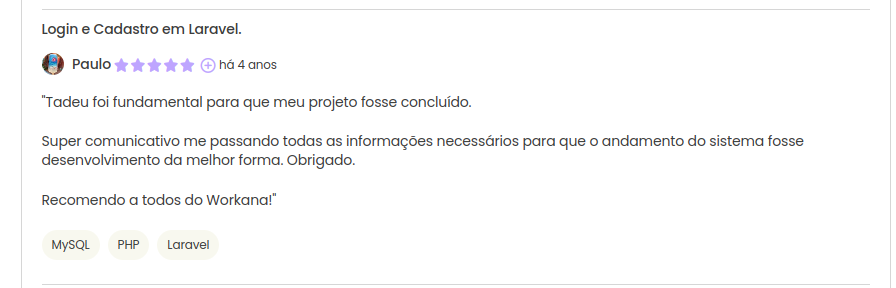 Login e Cadastro em Laravel.
Paulo há 4 anos
"Tadeu foi fundamental para que meu projeto fosse concluído.
Super comunicativo me passando todas as informações necessários para que o andamento do sistema fosse
desenvolvimento da melhor forma. Obrigado.
Recomendo a todos do Workana!"
MySQL PHP Laravel